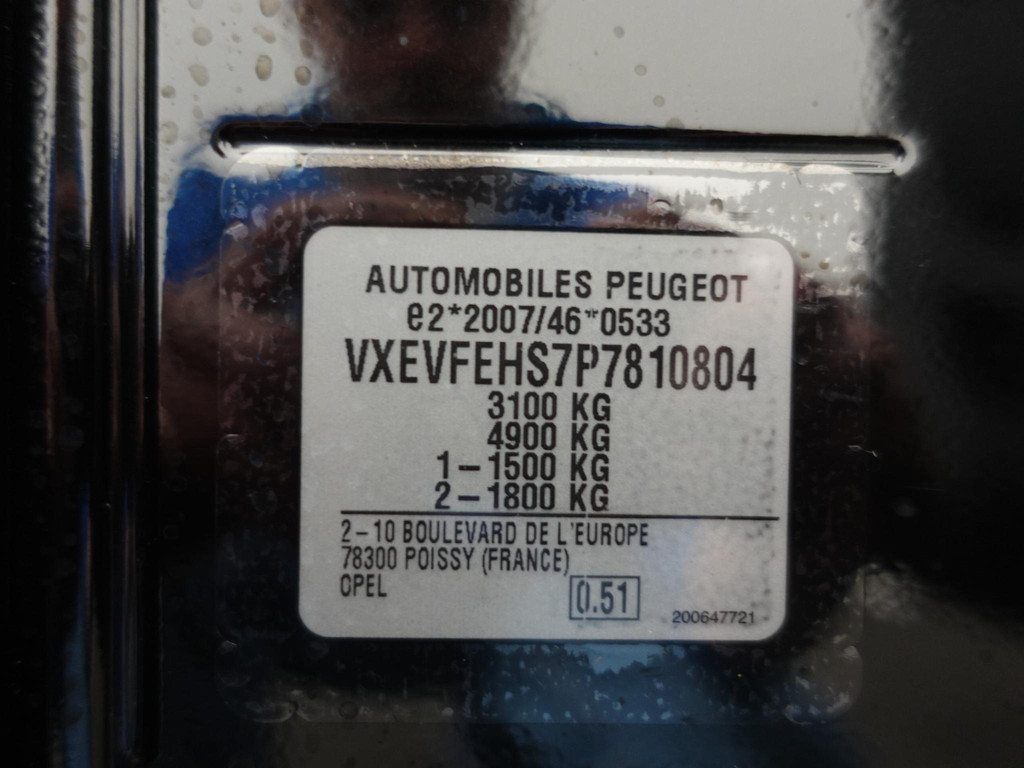 AUTOMOBILES PEUGEOT
e2*2007/46*0533
VXEVFEHS7P7810804
3100 KG
4900 KG
1-1500 KG
2-1800 KG
2-10 BOULEVARD DE L'EUROPE
78300 POISSY (FRANCE)
OPEL
0.51
200647721